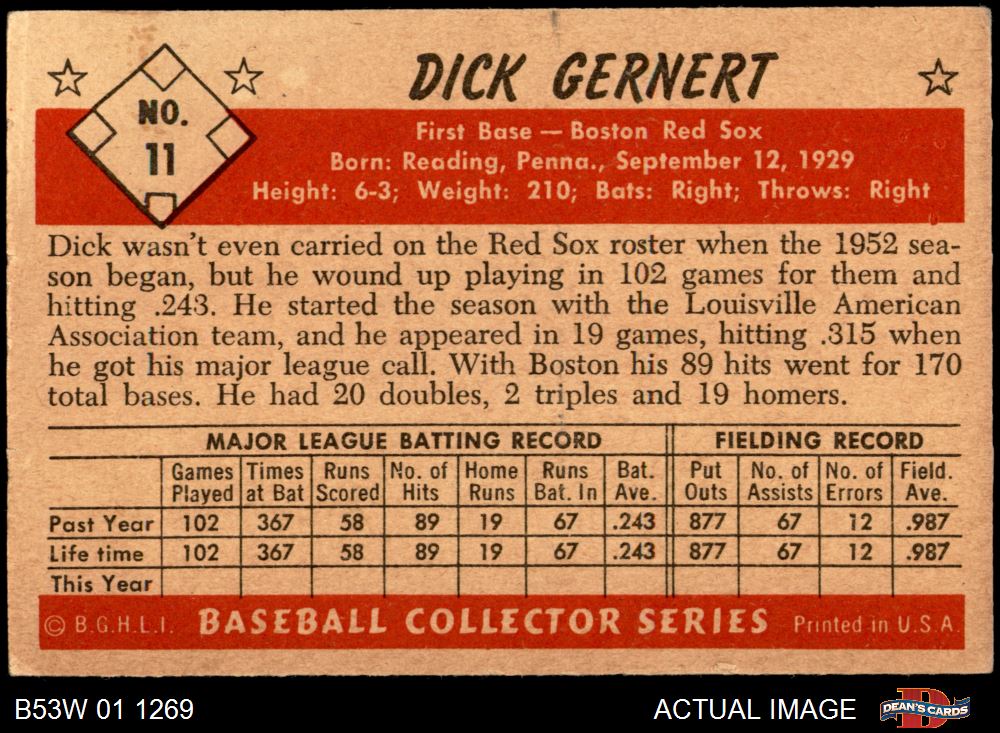 DICK GERNERT
NO.
11
First Base — Boston Red Sox
Born: Reading, Penna., September 12, 1929
Height: 6-3; Weight: 210; Bats: Right; Throws: Right
Dick wasn't even carried on the Red Sox roster when the 1952 sea-
son began, but he wound up playing in 102 games for them and
hitting .243. He started the season with the Louisville American
Association team, and he appeared in 19 games, hitting .315 when
he got his major league call. With Boston his 89 hits went for 170
total bases. He had 20 doubles, 2 triples and 19 homers.
MAJOR LEAGUE BATTING RECORD FIELDING RECORD
Games Times Runs No. of Home Runs Bat. Put No. of No. of Field.
Played at Bat Scored Hits Runs Bat. In Ave. Outs Assists Errors Ave.
Past Year 102 367 58 89 19 67 .243 877 67 12 .987
Life time 102 367 58 89 19 67 .243 877 67 12 .987
This Year
© B.G.H.L.I. BASEBALL COLLECTOR SERIES Printed in U.S.A.
B53W 01 1269 ACTUAL IMAGE D DEAN'S CARDS